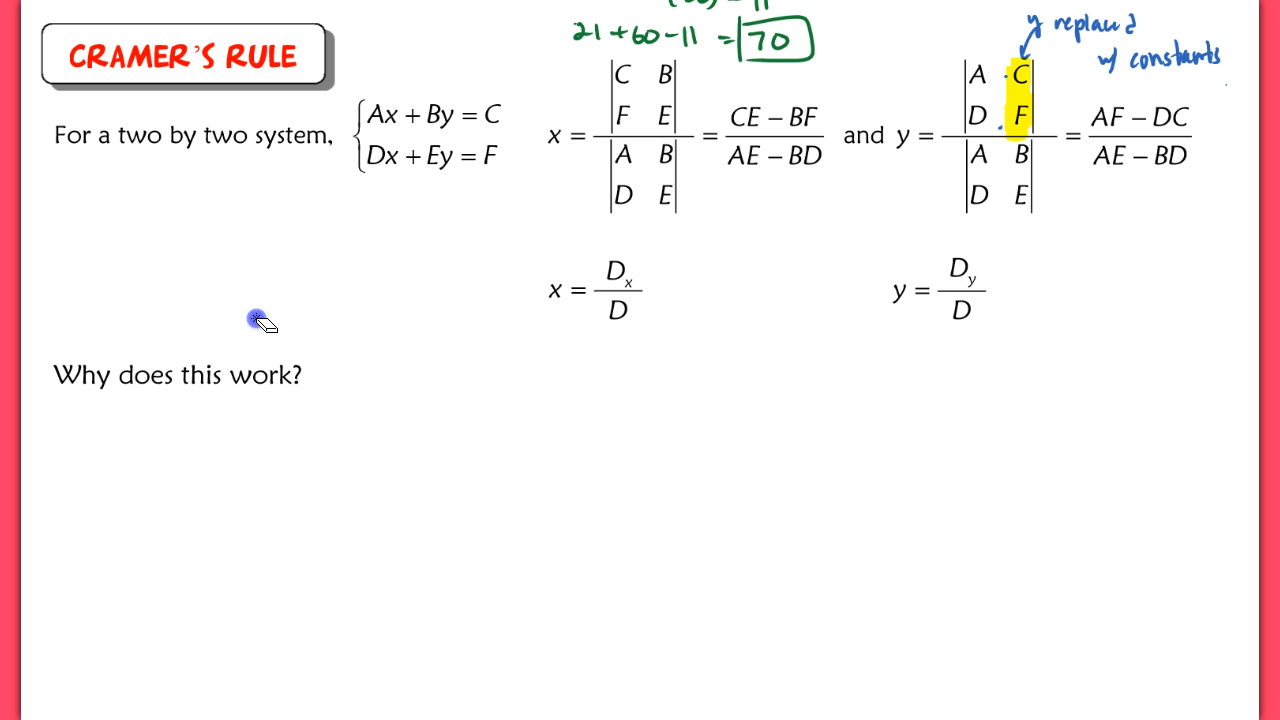 21 + 60 - 11 = 70
y replaced
w/ constants
CRAMER'S RULE
For a two by two system, { Ax + By = C
Dx + Ey = F
x = |C B|
|F E|
|A B|
|D E|
= CE − BF
AE − BD
and y = |A C|
|D F|
|A B|
|D E|
= AF − DC
AE − BD
x = Dx
D
y = Dy
D
Why does this work?